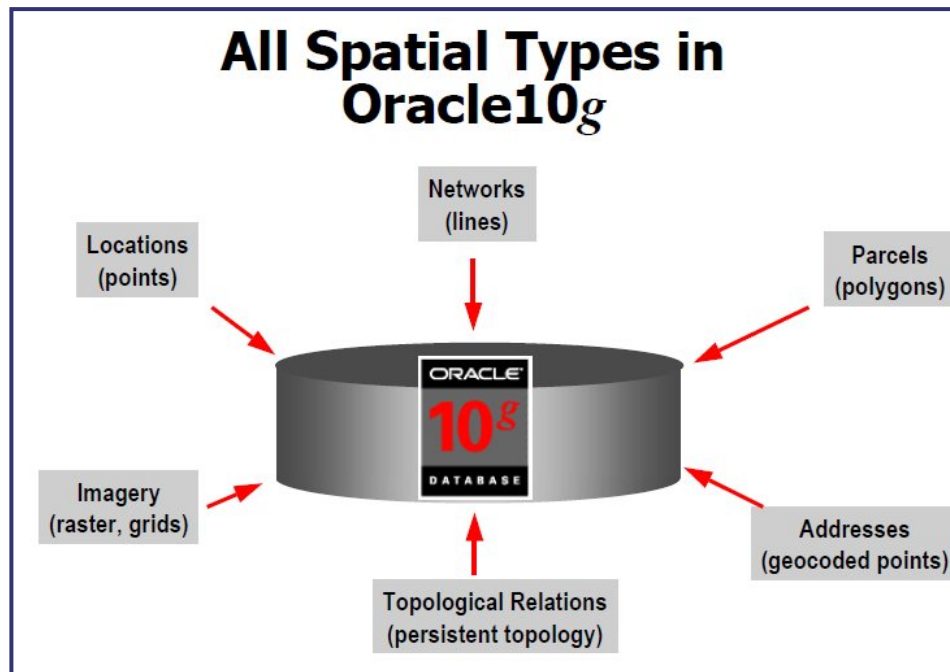 All Spatial Types in
Oracle10g
Networks
(lines)
Locations
(points)
Parcels
(polygons)
ORACLE®
10g
DATABASE
Imagery
(raster, grids)
Addresses
(geocoded points)
Topological Relations
(persistent topology)